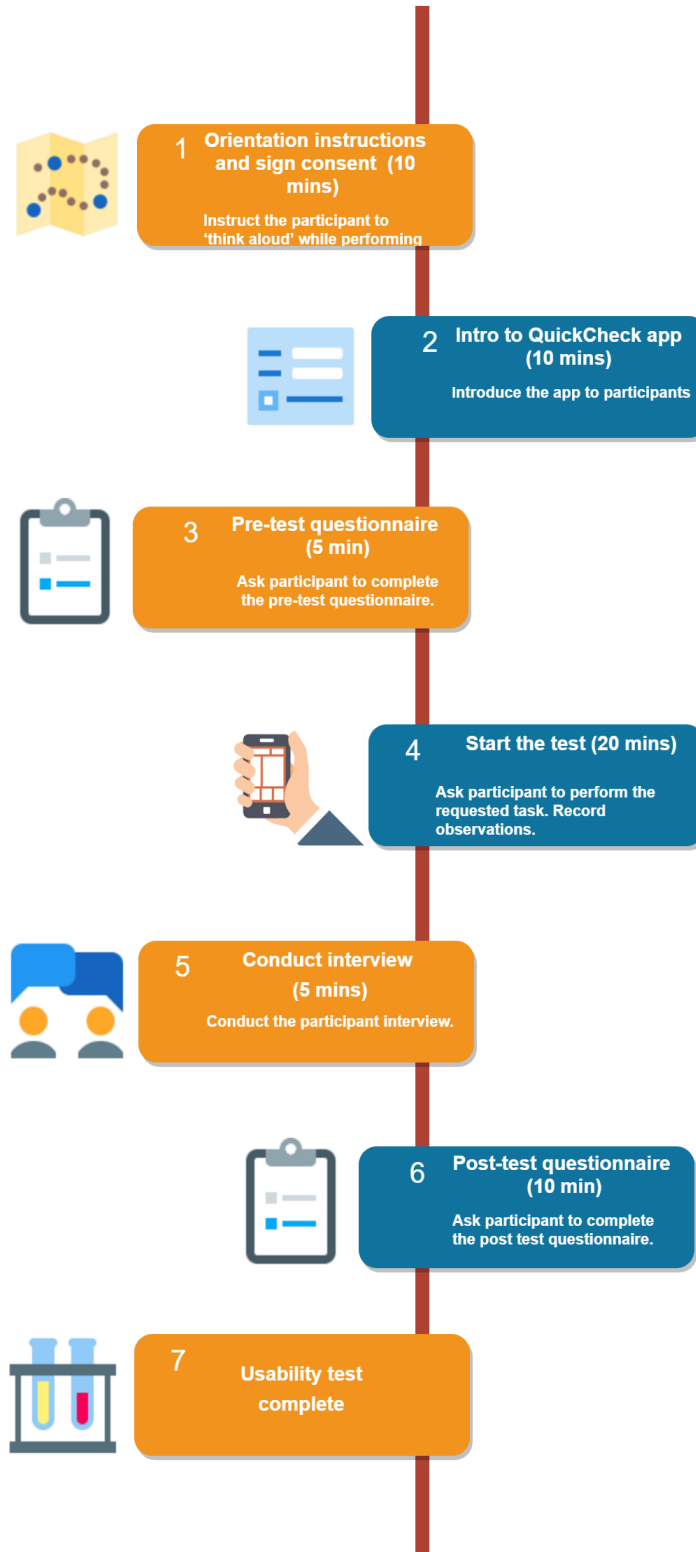 1 Orientation instructions
and sign consent (10
mins)
Instruct the participant to
'think aloud' while performing
2 Intro to QuickCheck app
(10 mins)
Introduce the app to participants
3 Pre-test questionnaire
(5 min)
Ask participant to complete
the pre-test questionnaire.
4 Start the test (20 mins)
Ask participant to perform the
requested task. Record
observations.
5 Conduct interview
(5 mins)
Conduct the participant interview.
6 Post-test questionnaire
(10 min)
Ask participant to complete
the post test questionnaire.
7
Usability test
complete